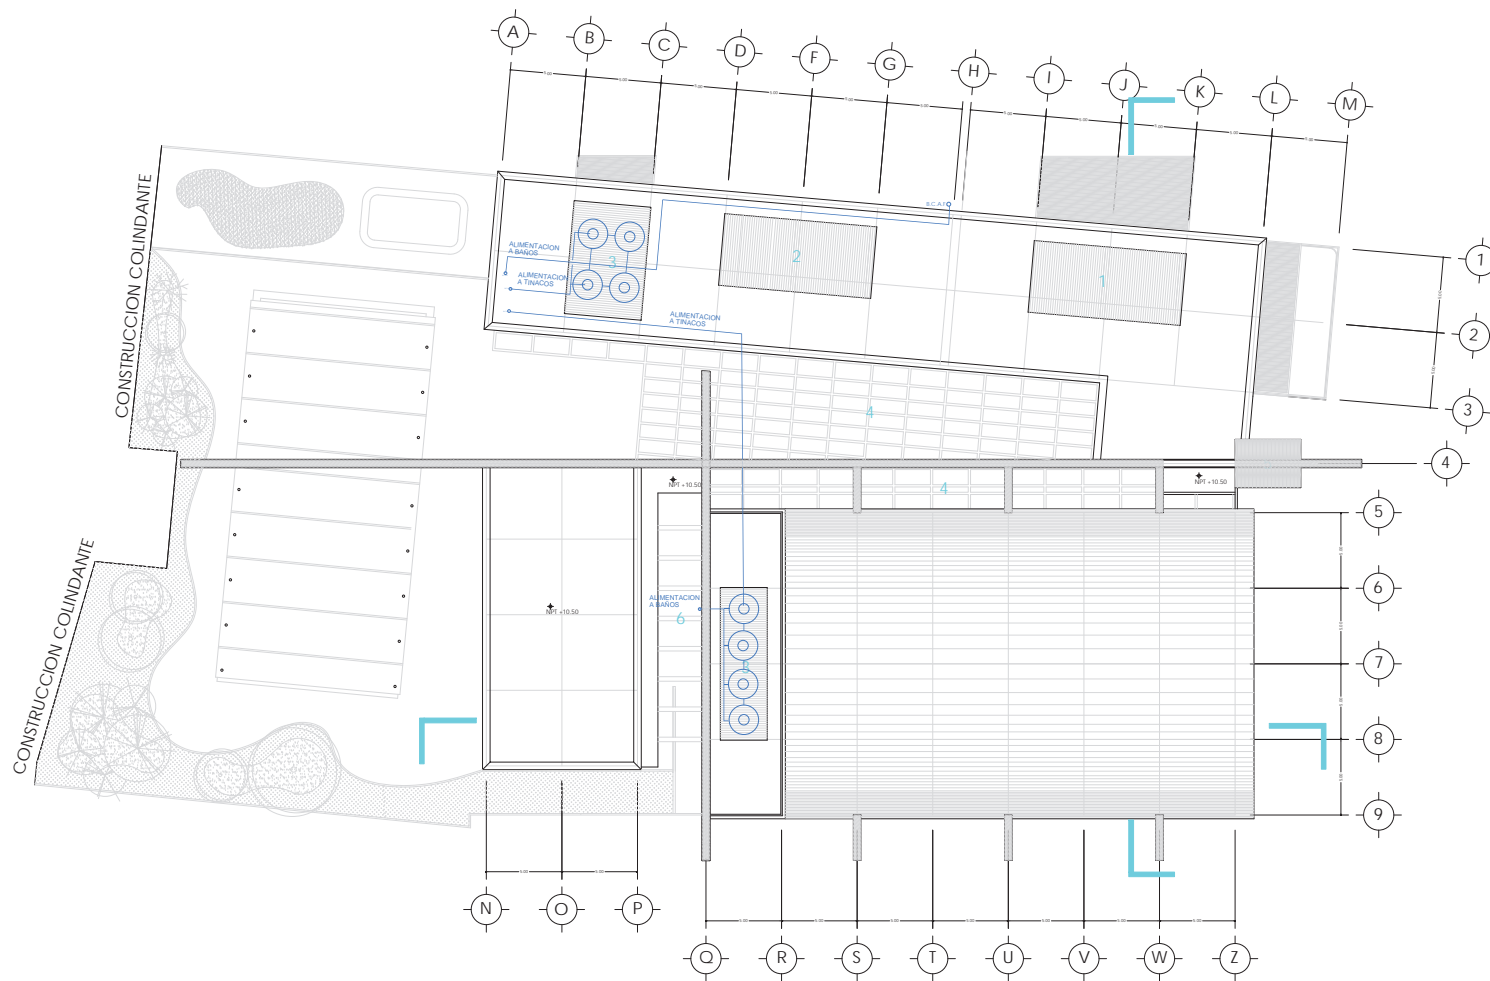 A
B
C
D
F
G
H
I
J
K
L
M
CONSTRUCCION COLINDANTE
ALIMENTACION
A BAÑOS
ALIMENTACION
A TINACOS
ALIMENTACION
A TINACOS
3
2
1
1
2
3
4
4
4
NPT +10.50
NPT +10.50
5
6
7
8
9
CONSTRUCCION COLINDANTE
NPT +10.50
ALIMENTACION
A BAÑOS
6
N
O
P
Q
R
S
T
U
V
W
Z